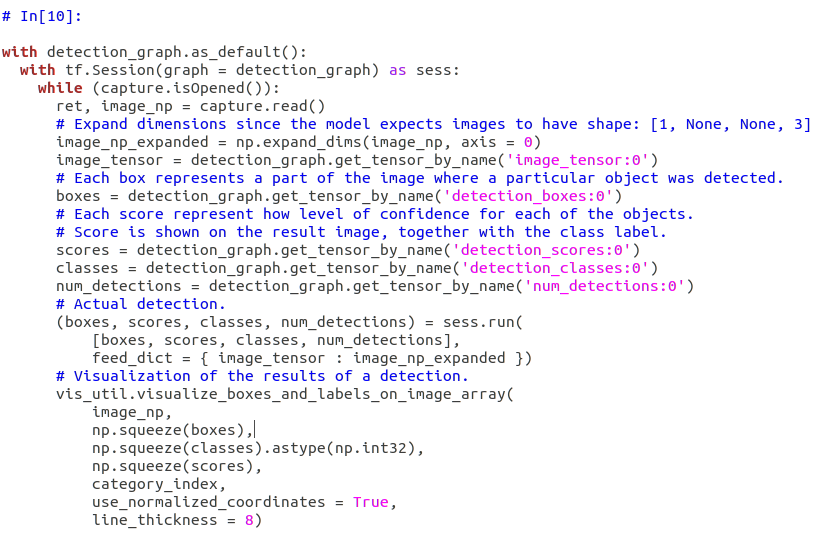 # In[10]:

with detection_graph.as_default():
  with tf.Session(graph = detection_graph) as sess:
    while (capture.isOpened()):
      ret, image_np = capture.read()
      # Expand dimensions since the model expects images to have shape: [1, None, None, 3]
      image_np_expanded = np.expand_dims(image_np, axis = 0)
      image_tensor = detection_graph.get_tensor_by_name('image_tensor:0')
      # Each box represents a part of the image where a particular object was detected.
      boxes = detection_graph.get_tensor_by_name('detection_boxes:0')
      # Each score represent how level of confidence for each of the objects.
      # Score is shown on the result image, together with the class label.
      scores = detection_graph.get_tensor_by_name('detection_scores:0')
      classes = detection_graph.get_tensor_by_name('detection_classes:0')
      num_detections = detection_graph.get_tensor_by_name('num_detections:0')
      # Actual detection.
      (boxes, scores, classes, num_detections) = sess.run(
          [boxes, scores, classes, num_detections],
          feed_dict = { image_tensor : image_np_expanded })
      # Visualization of the results of a detection.
      vis_util.visualize_boxes_and_labels_on_image_array(
          image_np,
          np.squeeze(boxes),
          np.squeeze(classes).astype(np.int32),
          np.squeeze(scores),
          category_index,
          use_normalized_coordinates = True,
          line_thickness = 8)